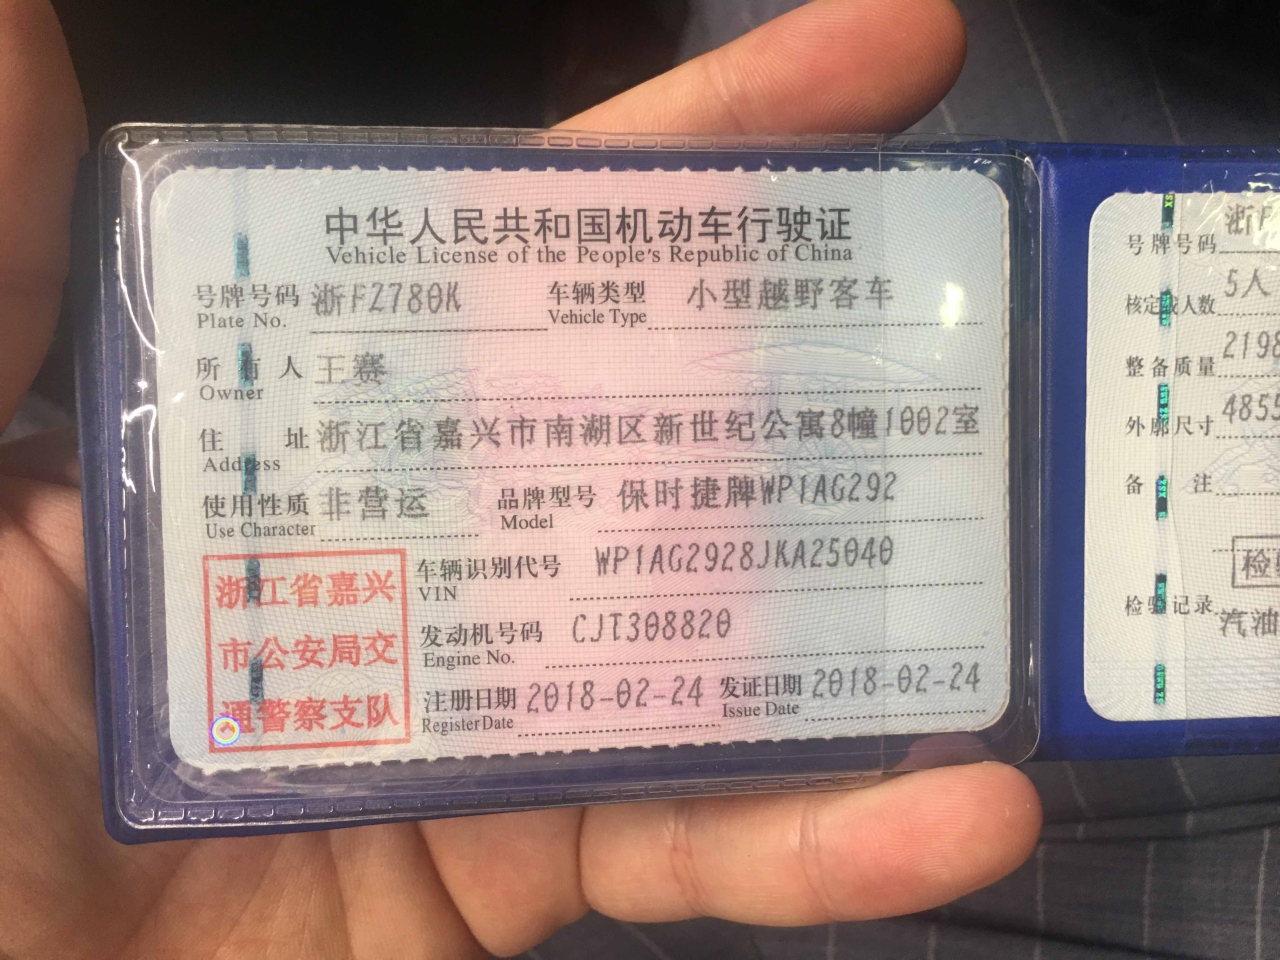 中华人民共和国机动车行驶证
Vehicle License of the People's Republic of China
号牌号码 浙FZ780K 车辆类型 小型越野客车
Plate No. Vehicle Type
所有人 王赛
Owner
住址 浙江省嘉兴市南湖区新世纪公寓8幢1002室
Address
使用性质 非营运 品牌型号 保时捷牌WP1AG292
Use Character Model
车辆识别代号 WP1AG2928JKA25040
VIN
发动机号码 CJT308820
Engine No.
注册日期 2018-02-24 发证日期 2018-02-24
Register Date Issue Date
浙江省嘉兴
市公安局交
通警察支队
号牌号码 浙F
核定载人数 5人
整备质量 2198
外廓尺寸 4855
备注
检验记录
汽油